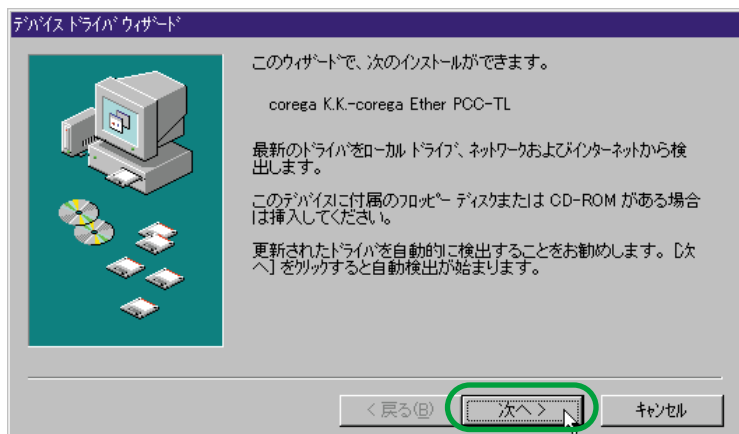 ﾃﾞﾊﾞｲｽ ﾄﾞﾗｲﾊﾞ ｳｨｻﾞｰﾄﾞ
このｳｨｻﾞｰﾄﾞで、次のｲﾝｽﾄｰﾙができます。
corega K.K.-corega Ether PCC-TL
最新のﾄﾞﾗｲﾊﾞをﾛｰｶﾙ ﾄﾞﾗｲﾌﾞ、ﾈｯﾄﾜｰｸおよびｲﾝﾀｰﾈｯﾄから検
出します。
このﾃﾞﾊﾞｲｽに付属のﾌﾛｯﾋﾟｰ ﾃﾞｨｽｸまたは CD-ROM がある場合
は挿入してください。
更新されたﾄﾞﾗｲﾊﾞを自動的に検出することをお勧めします。[次
へ] をｸﾘｯｸすると自動検出が始まります。
< 戻る(B)
次へ >
ｷｬﾝｾﾙ